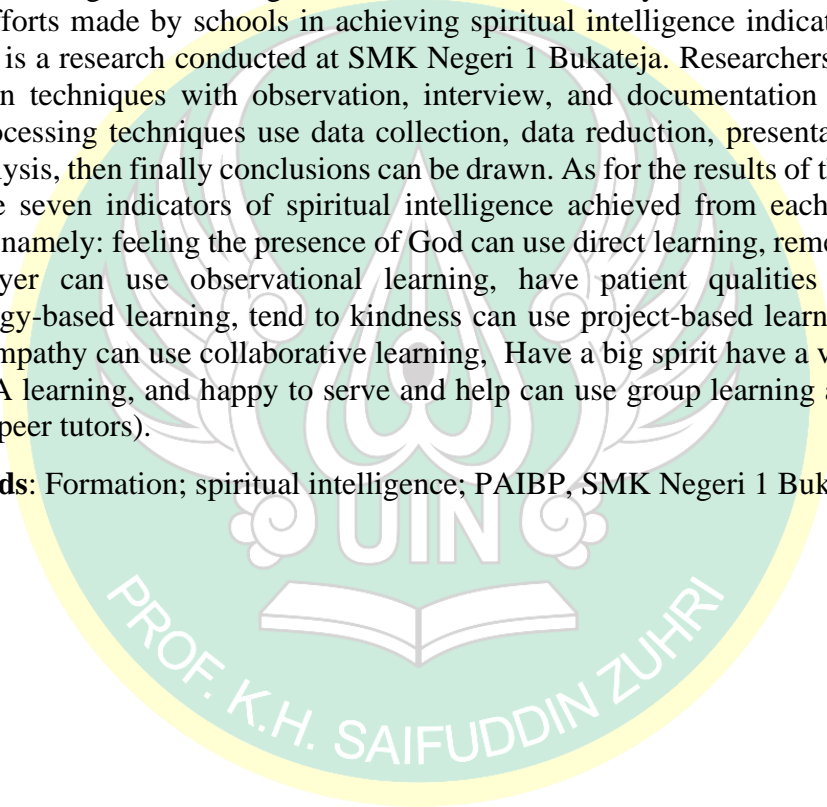 fforts made by schools in achieving spiritual intelligence indicat
is a research conducted at SMK Negeri 1 Bukateja. Researchers
n techniques with observation, interview, and documentation
ocessing techniques use data collection, data reduction, presenta
lysis, then finally conclusions can be drawn. As for the results of t
e seven indicators of spiritual intelligence achieved from each
namely: feeling the presence of God can use direct learning, remo
yer can use observational learning, have patient qualities
gy-based learning, tend to kindness can use project-based learn
mpathy can use collaborative learning, Have a big spirit have a v
A learning, and happy to serve and help can use group learning a
peer tutors).
ds: Formation; spiritual intelligence; PAIBP, SMK Negeri 1 Buk
UIN
PROF. K.H. SAIFUDDIN ZUHRI